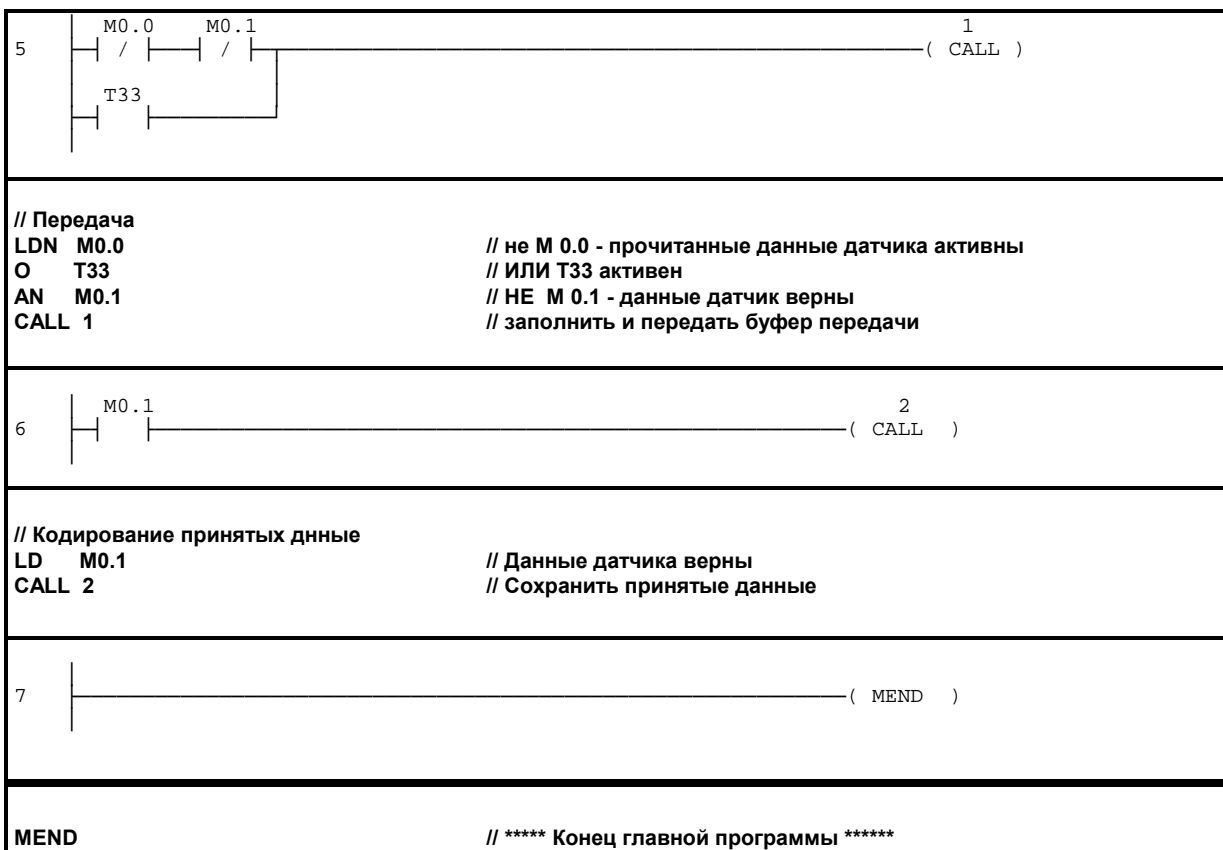 M0.0 M0.1 1
5 / / ( CALL )
T33
// Передача
LDN M0.0 // не М 0.0 - прочитанные данные датчика активны
O T33 // ИЛИ T33 активен
AN M0.1 // НЕ М 0.1 - данные датчик верны
CALL 1 // заполнить и передать буфер передачи
M0.1 2
6 ( CALL )
// Кодирование принятых днные
LD M0.1 // Данные датчика верны
CALL 2 // Сохранить принятые данные
7 ( MEND )
MEND // ***** Конец главной программы ******